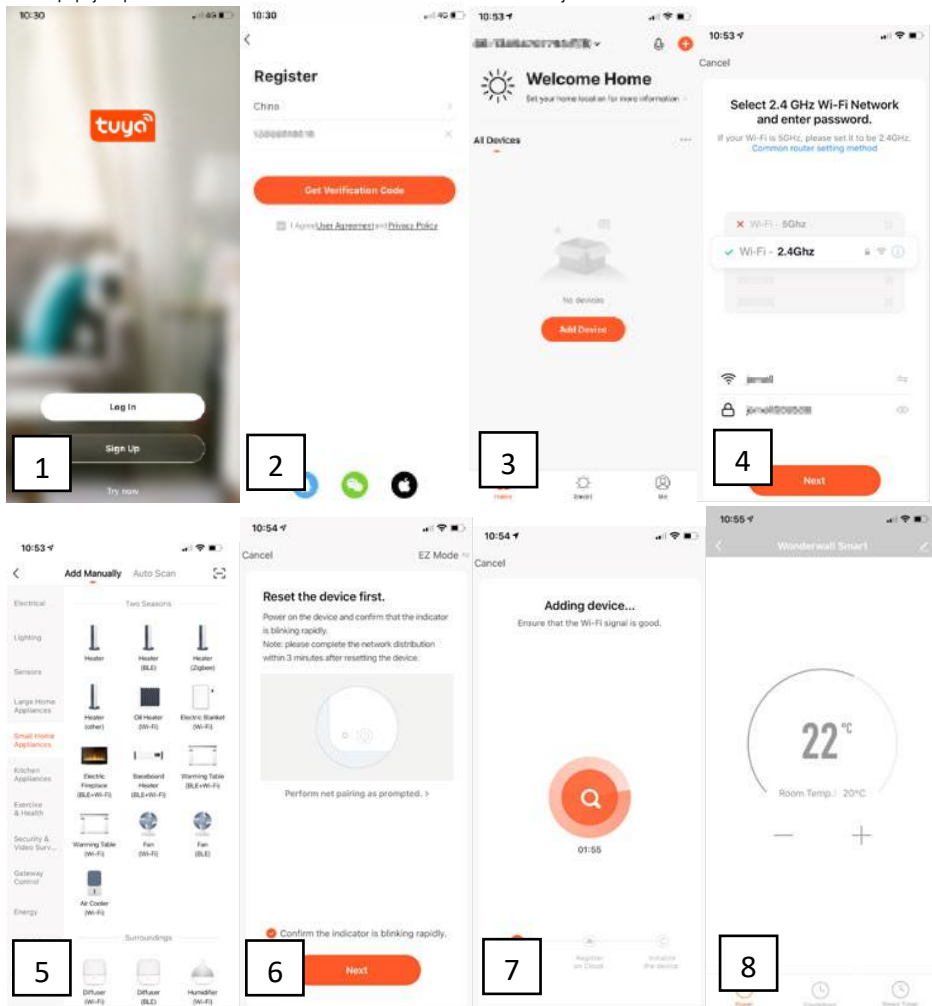 10:30
4G
tuya
Log In
Sign Up
Try now
1
10:30
4G
Register
China
Get Verification Code
I Agree User Agreement and Privacy Policy
2
10:53
Welcome Home
Set your home location for more information
All Devices
No devices
Add Device
Home
Smart
Me
3
10:53
Cancel
Select 2.4 GHz Wi-Fi Network
and enter password.
If your Wi-Fi is 5GHz, please set it to be 2.4GHz.
Common router setting method
Wi-Fi - 5Ghz
Wi-Fi - 2.4Ghz
Next
4
10:53
Add Manually
Auto Scan
Electrical
Lighting
Sensors
Large Home
Appliances
Small Home
Appliances
Kitchen
Appliances
Exercise
& Health
Security &
Video Surv...
Gateway
Control
Energy
Two Seasons
Heater
Heater
(BLE)
Heater
(Zigbee)
Heater
(other)
Oil Heater
(Wi-Fi)
Electric Blanket
(Wi-Fi)
Electric
Fireplace
(BLE+Wi-Fi)
Baseboard
Heater
(BLE+Wi-Fi)
Warming Table
(BLE+Wi-Fi)
Warming Table
(Wi-Fi)
Fan
(Wi-Fi)
Fan
(BLE)
Air Cooler
(Wi-Fi)
Surroundings
Diffuser
(Wi-Fi)
Diffuser
(BLE)
Humidifier
(Wi-Fi)
5
10:54
Cancel
EZ Mode
Reset the device first.
Power on the device and confirm that the indicator
is blinking rapidly.
Note: please complete the network distribution
within 3 minutes after resetting the device.
Perform net pairing as prompted. >
Confirm the indicator is blinking rapidly.
Next
6
10:54
Cancel
Adding device...
Ensure that the Wi-Fi signal is good.
01:55
Register
on Cloud
Initialize
the device
7
10:55
Wonderwall Smart
22 °C
Room Temp.: 20°C
8